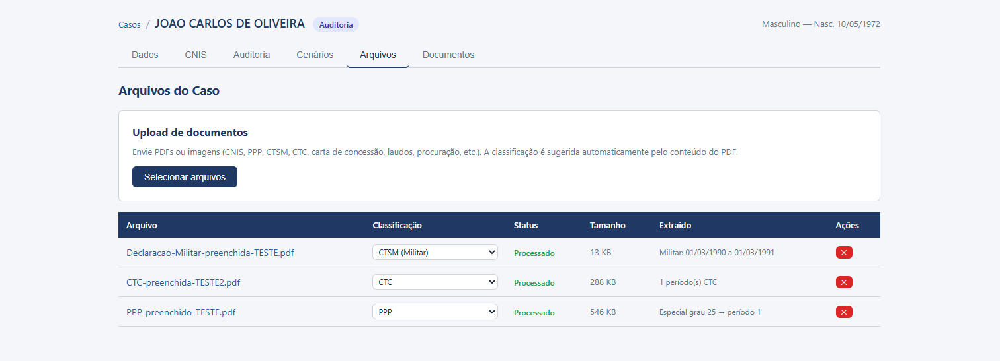 Casos / JOAO CARLOS DE OLIVEIRA Auditoria Masculino — Nasc. 10/05/1972
Dados CNIS Auditoria Cenários Arquivos Documentos
Arquivos do Caso
Upload de documentos
Envie PDFs ou imagens (CNIS, PPP, CTSM, CTC, carta de concessão, laudos, procuração, etc.). A classificação é sugerida automaticamente pelo conteúdo do PDF.
Selecionar arquivos
Arquivo Classificação Status Tamanho Extraído Ações
Declaracao-Militar-preenchida-TESTE.pdf CTSM (Militar) Processado 13 KB Militar: 01/03/1990 a 01/03/1991 ×
CTC-preenchida-TESTE2.pdf CTC Processado 288 KB 1 período(s) CTC ×
PPP-preenchido-TESTE.pdf PPP Processado 546 KB Especial grau 25 → período 1 ×